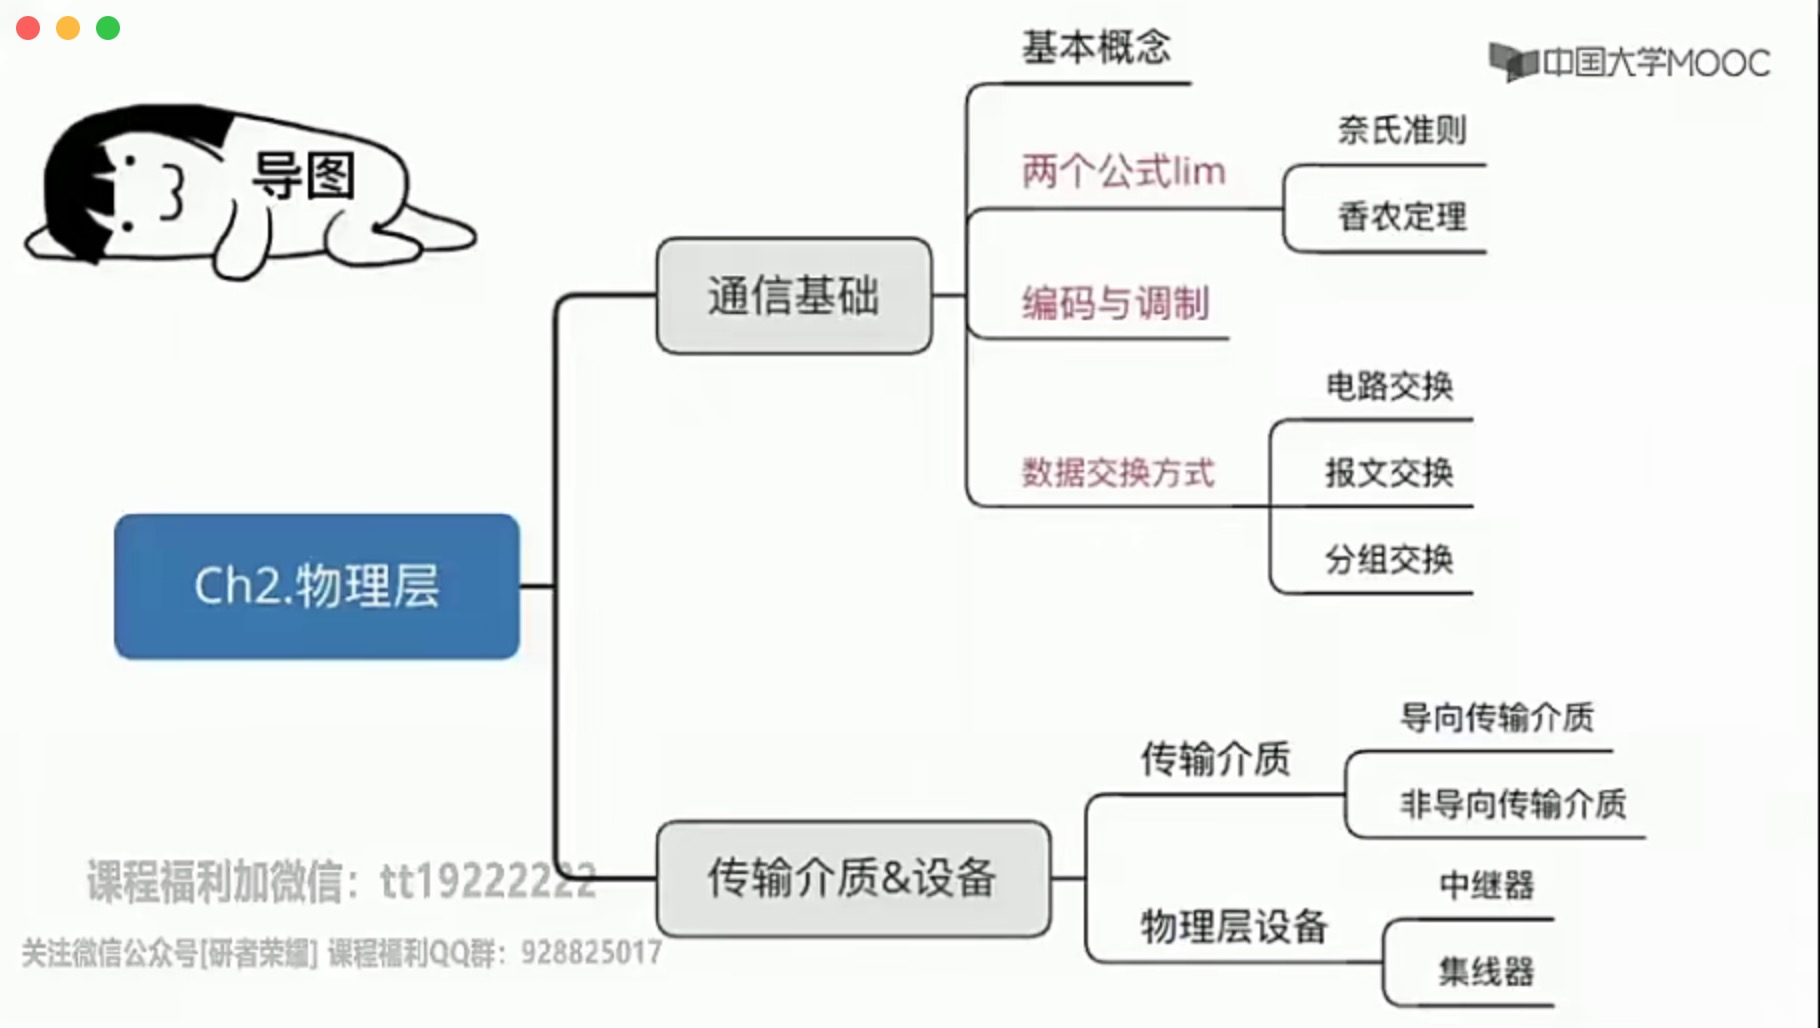 基本概念
中国大学MOOC
导图
两个公式lim
奈氏准则
香农定理
通信基础
编码与调制
数据交换方式
电路交换
报文交换
分组交换
Ch2.物理层
传输介质&设备
传输介质
导向传输介质
非导向传输介质
物理层设备
中继器
集线器
课程福利加微信：tt19222222
关注微信公众号[研者荣耀] 课程福利QQ群：928825017